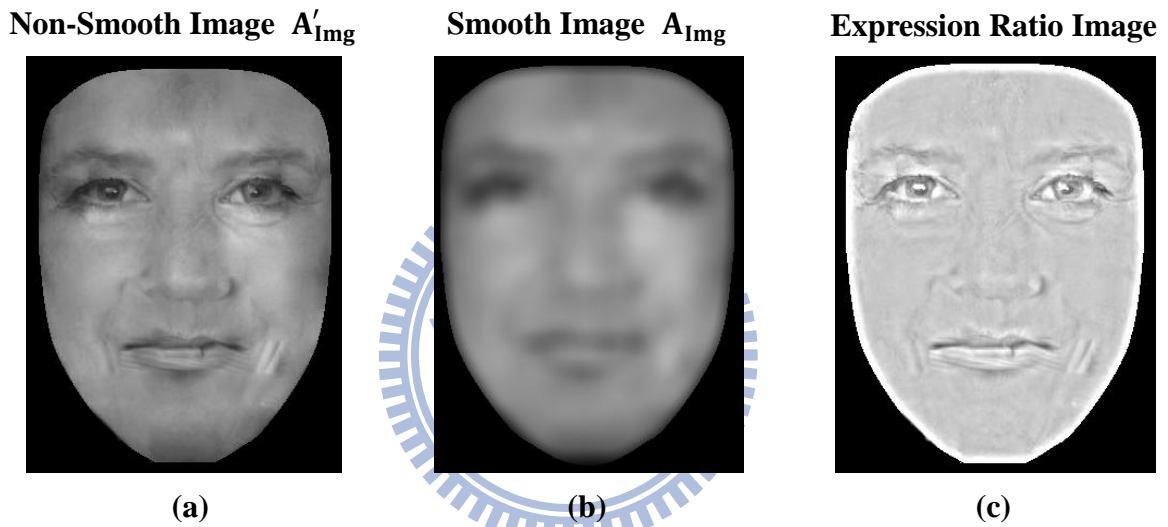 Non-Smooth Image A′Img
Smooth Image AImg
Expression Ratio Image
(a)
(b)
(c)